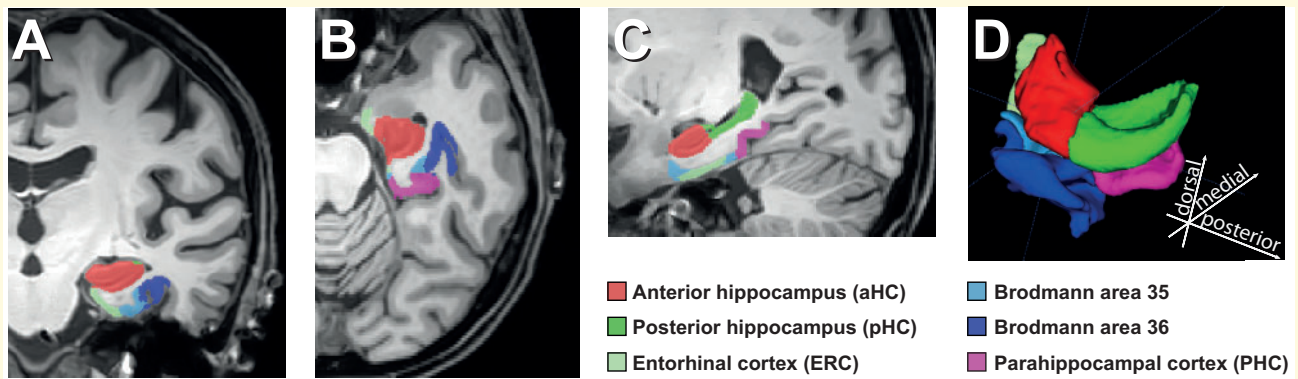 A
B
C
D
dorsal
medial
posterior
Anterior hippocampus (aHC)
Posterior hippocampus (pHC)
Entorhinal cortex (ERC)
Brodmann area 35
Brodmann area 36
Parahippocampal cortex (PHC)